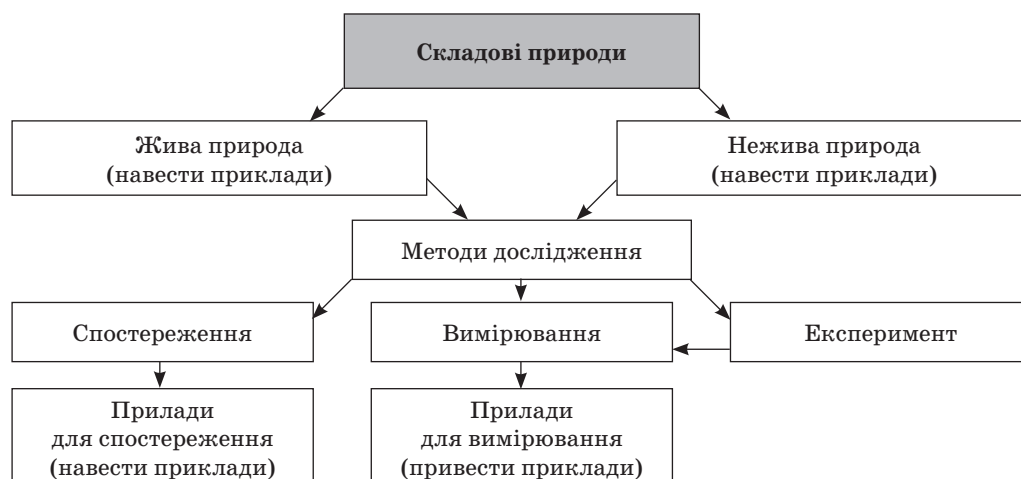 Складові природи
Жива природа
(навести приклади)
Нежива природа
(навести приклади)
Методи дослідження
Спостереження
Вимірювання
Експеримент
Прилади
для спостереження
(навести приклади)
Прилади
для вимірювання
(привести приклади)